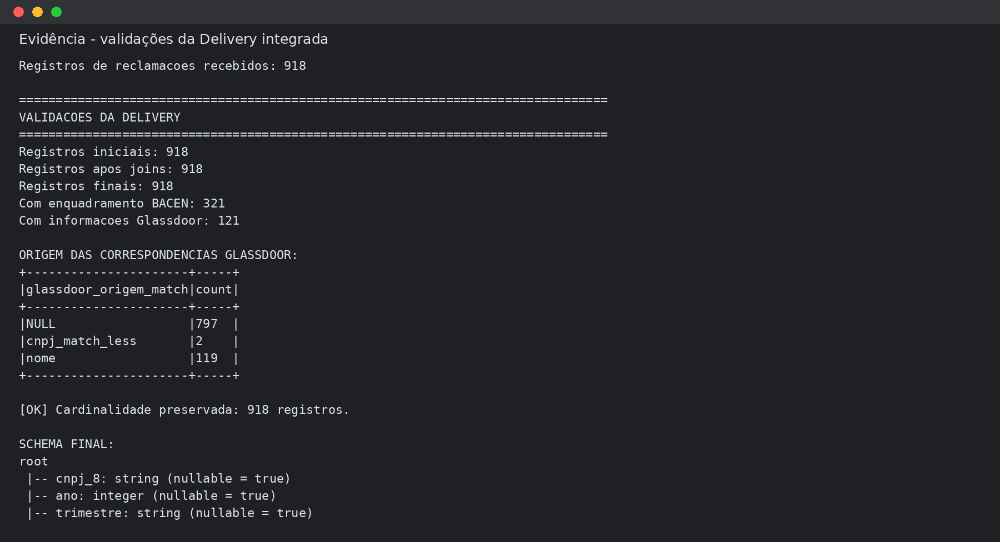 Evidência - validações da Delivery integrada
Registros de reclamacoes recebidos: 918
================================================================================
VALIDACOES DA DELIVERY
================================================================================
Registros iniciais: 918
Registros apos joins: 918
Registros finais: 918
Com enquadramento BACEN: 321
Com informacoes Glassdoor: 121
ORIGEM DAS CORRESPONDENCIAS GLASSDOOR:
+----------------------+-----+
|glassdoor_origem_match|count|
+----------------------+-----+
|NULL                  |797  |
|cnpj_match_less       |2    |
|nome                  |119  |
+----------------------+-----+
[OK] Cardinalidade preservada: 918 registros.
SCHEMA FINAL:
root
 |-- cnpj_8: string (nullable = true)
 |-- ano: integer (nullable = true)
 |-- trimestre: string (nullable = true)